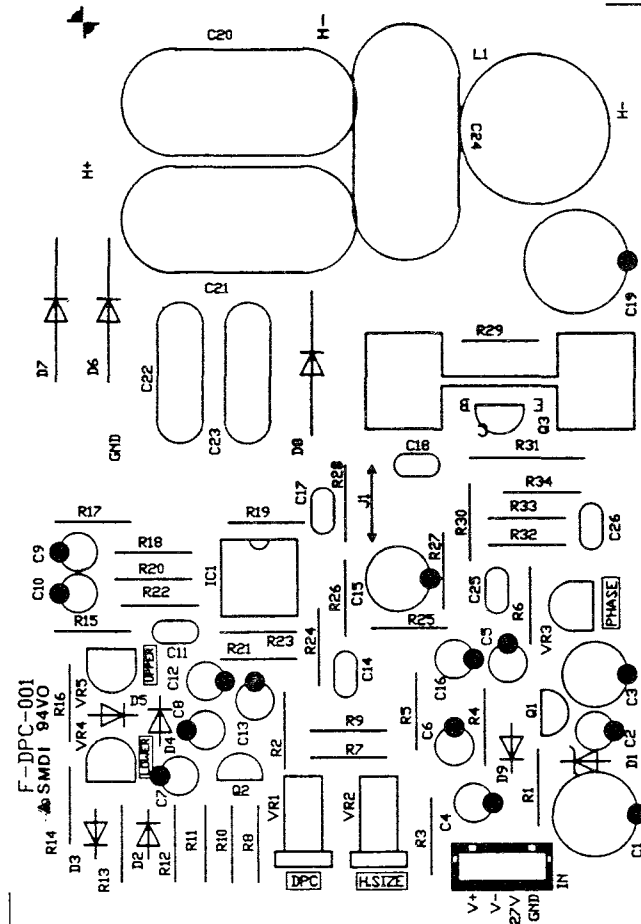 C20
H-
L1
C24
H-
H+
C21
C19
D7
D6
C22
C23
D8
R29
B
E
Q3
GND
C18
R31
R28
J1
C17
R34
R33
R32
R30
C26
R17
R19
C9
R18
C10
R20
R22
IC1
R26
C15
R27
C25
R6
PHASE
VR3
R15
R25
C11
R23
R21
R24
C14
UPPER
VR5
R16
C12
C16
C5
C3
D5
C8
D4
C13
R2
R9
R7
R5
C6
R4
Q1
C2
D9
D1
F-DPC-001
SMDI 94VO
VR4
LOWER
C7
Q2
VR1
VR2
C4
R1
R14
D3
R13
D2
R12
R11
R10
R8
R3
C1
DPC
H.SIZE
IN
V+
V-
27V
GND